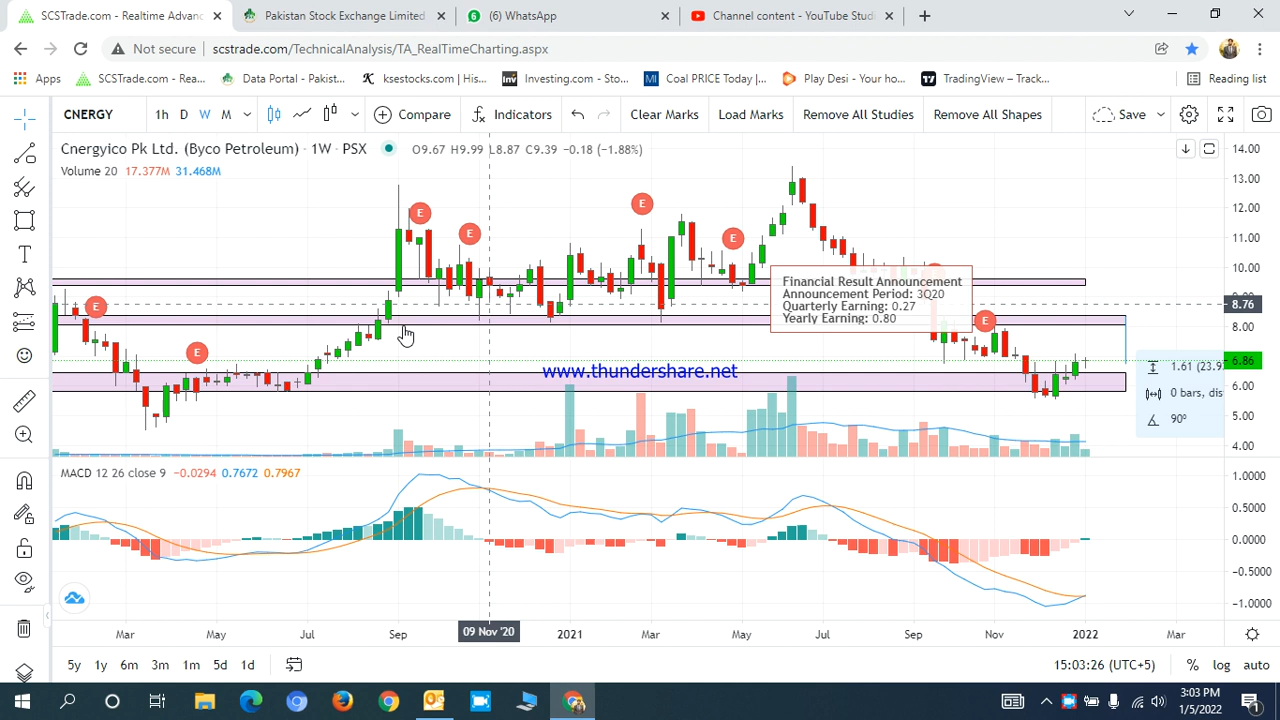 SCSTrade.com - Realtime Advanc
Pakistan Stock Exchange Limited
(6) WhatsApp
Channel content - YouTube Studi
Not secure
scstrade.com/TechnicalAnalysis/TA_RealTimeCharting.aspx
Apps
SCSTrade.com - Rea...
Data Portal - Pakist...
ksestocks.com | His...
Investing.com - Sto...
Coal PRICE Today |...
Play Desi - Your ho...
TradingView – Track...
Reading list
CNERGY
1h
D
W
M
Compare
Indicators
Clear Marks
Load Marks
Remove All Studies
Remove All Shapes
Save
Cnergyico Pk Ltd. (Byco Petroleum) · 1W · PSX
O9.67 H9.99 L8.87 C9.39 −0.18 (−1.88%)
Volume 20 17.377M 31.468M
14.00
13.00
12.00
11.00
10.00
8.76
8.00
6.86
6.00
5.00
4.00
E
E
E
E
E
E
E
Financial Result Announcement
Announcement Period: 3Q20
Quarterly Earning: 0.27
Yearly Earning: 0.80
www.thundershare.net
1.61 (23.9
0 bars, dis
90º
MACD 12 26 close 9 −0.0294 0.7672 0.7967
1.0000
0.5000
0.0000
−0.5000
−1.0000
Mar
May
Jul
Sep
09 Nov '20
2021
Mar
May
Jul
Sep
Nov
2022
Mar
5y
1y
6m
3m
1m
5d
1d
15:03:26 (UTC+5)
%
log
auto
3:03 PM
1/5/2022